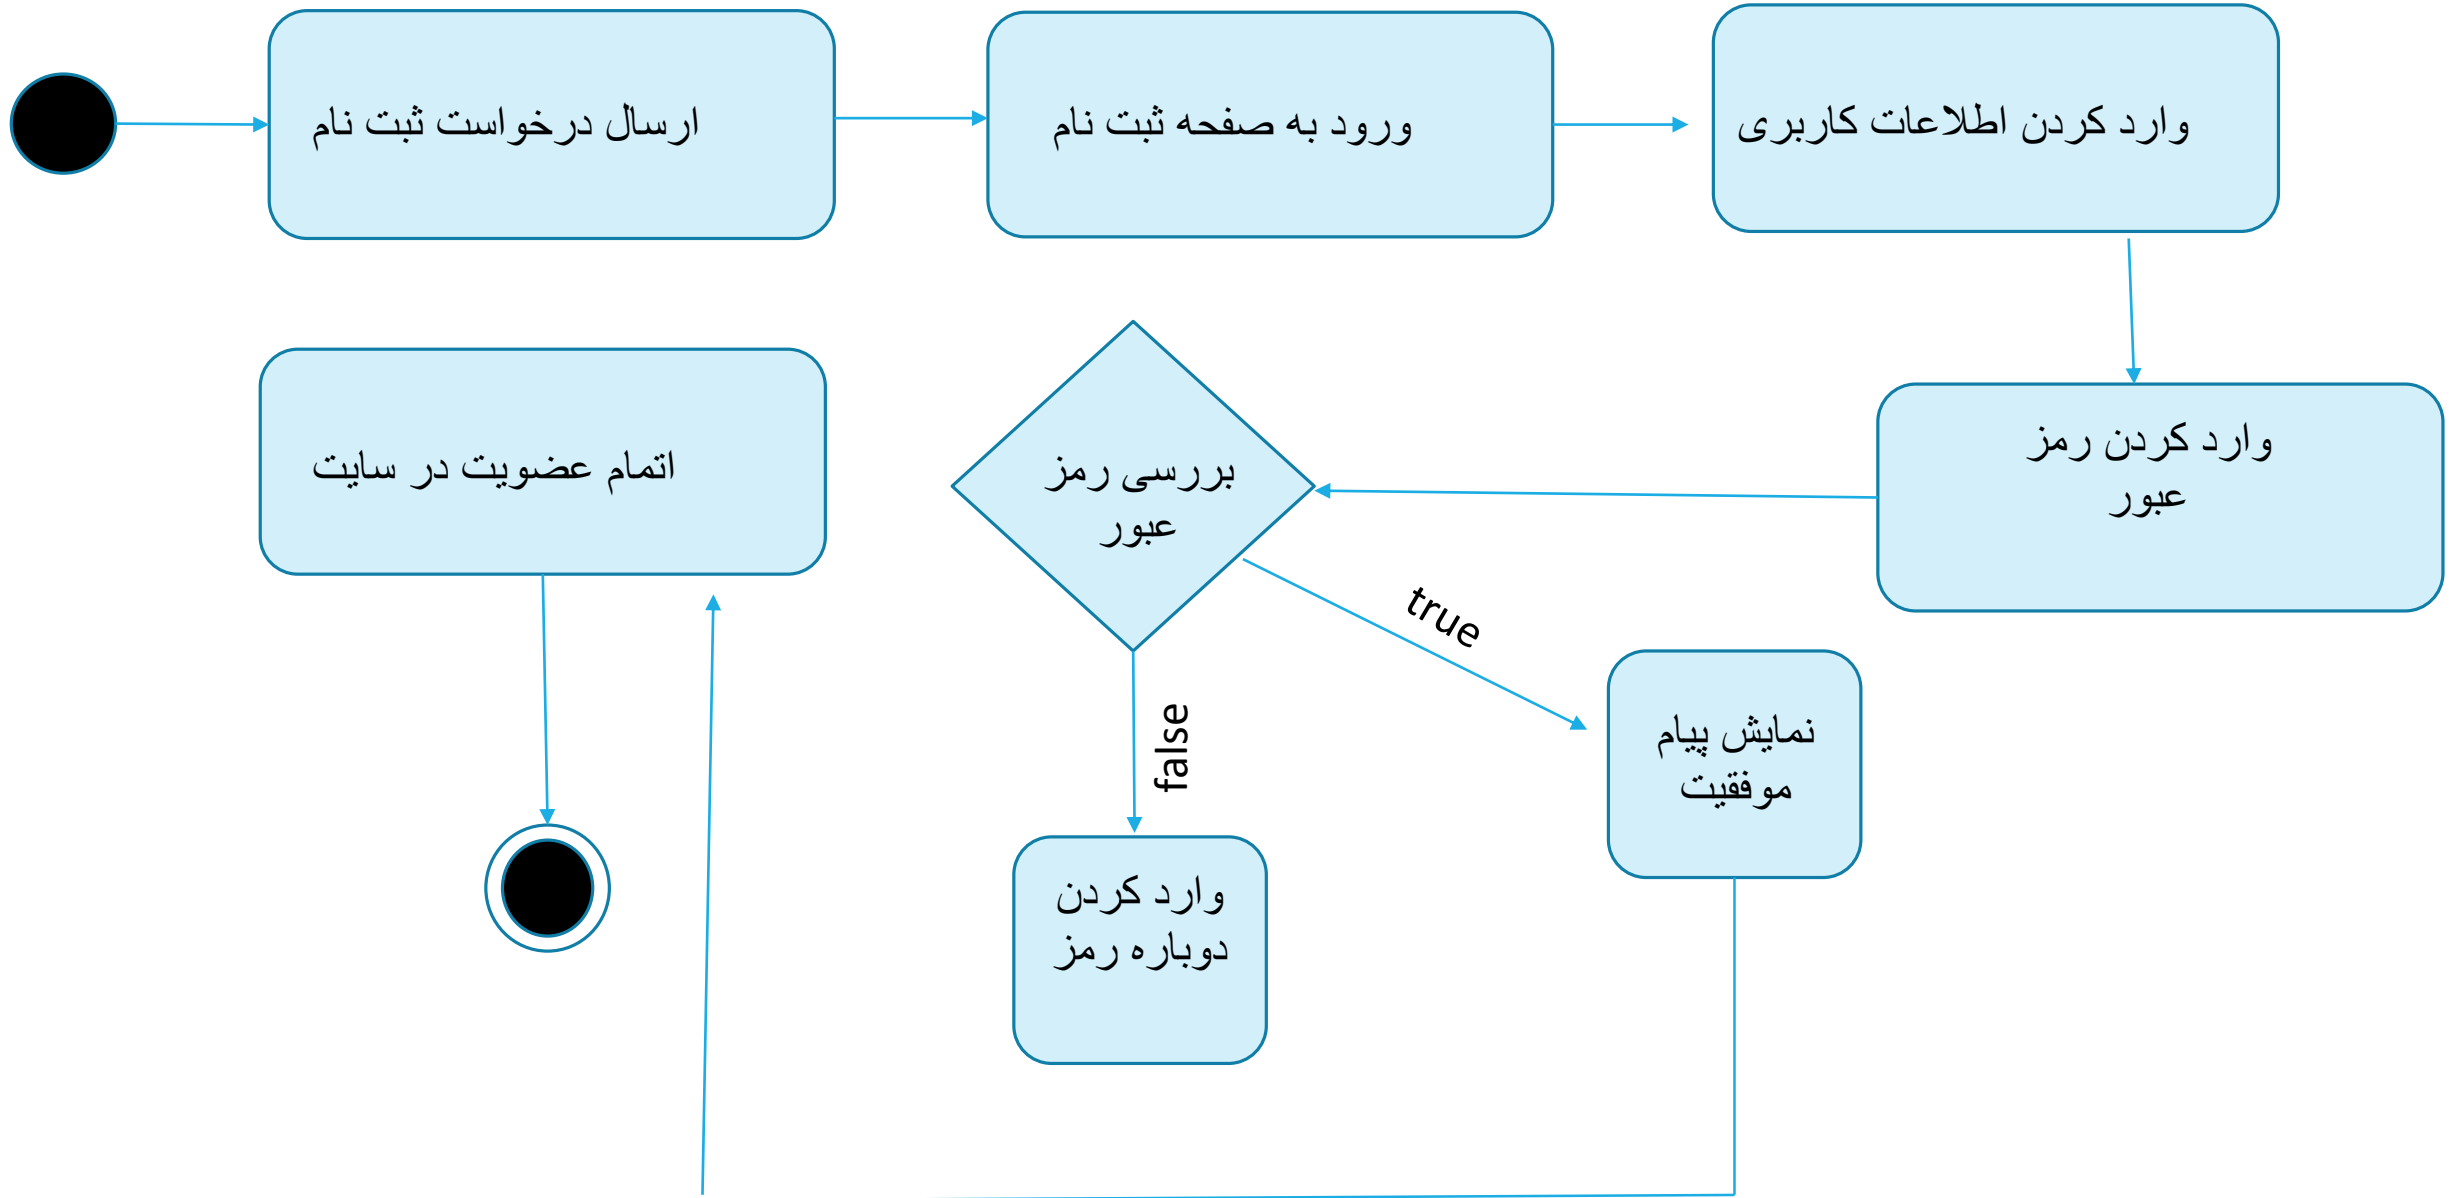 ارسال درخواست ثبت نام
ورود به صفحه ثبت نام
وارد کردن اطلاعات کاربری
وارد کردن رمز
عبور
بررسی رمز
عبور
اتمام عضویت در سایت
true
false
نمایش پیام
موفقیت
وارد کردن
دوباره رمز